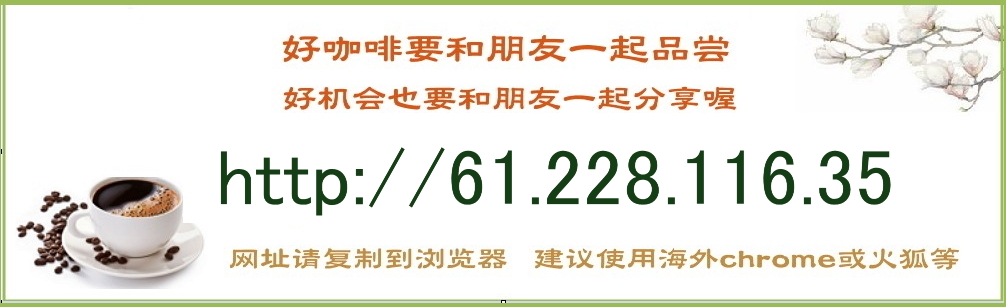 好咖啡要和朋友一起品尝
好机会也要和朋友一起分享喔
http://61.228.116.35
网址请复制到浏览器 建议使用海外chrome或火狐等